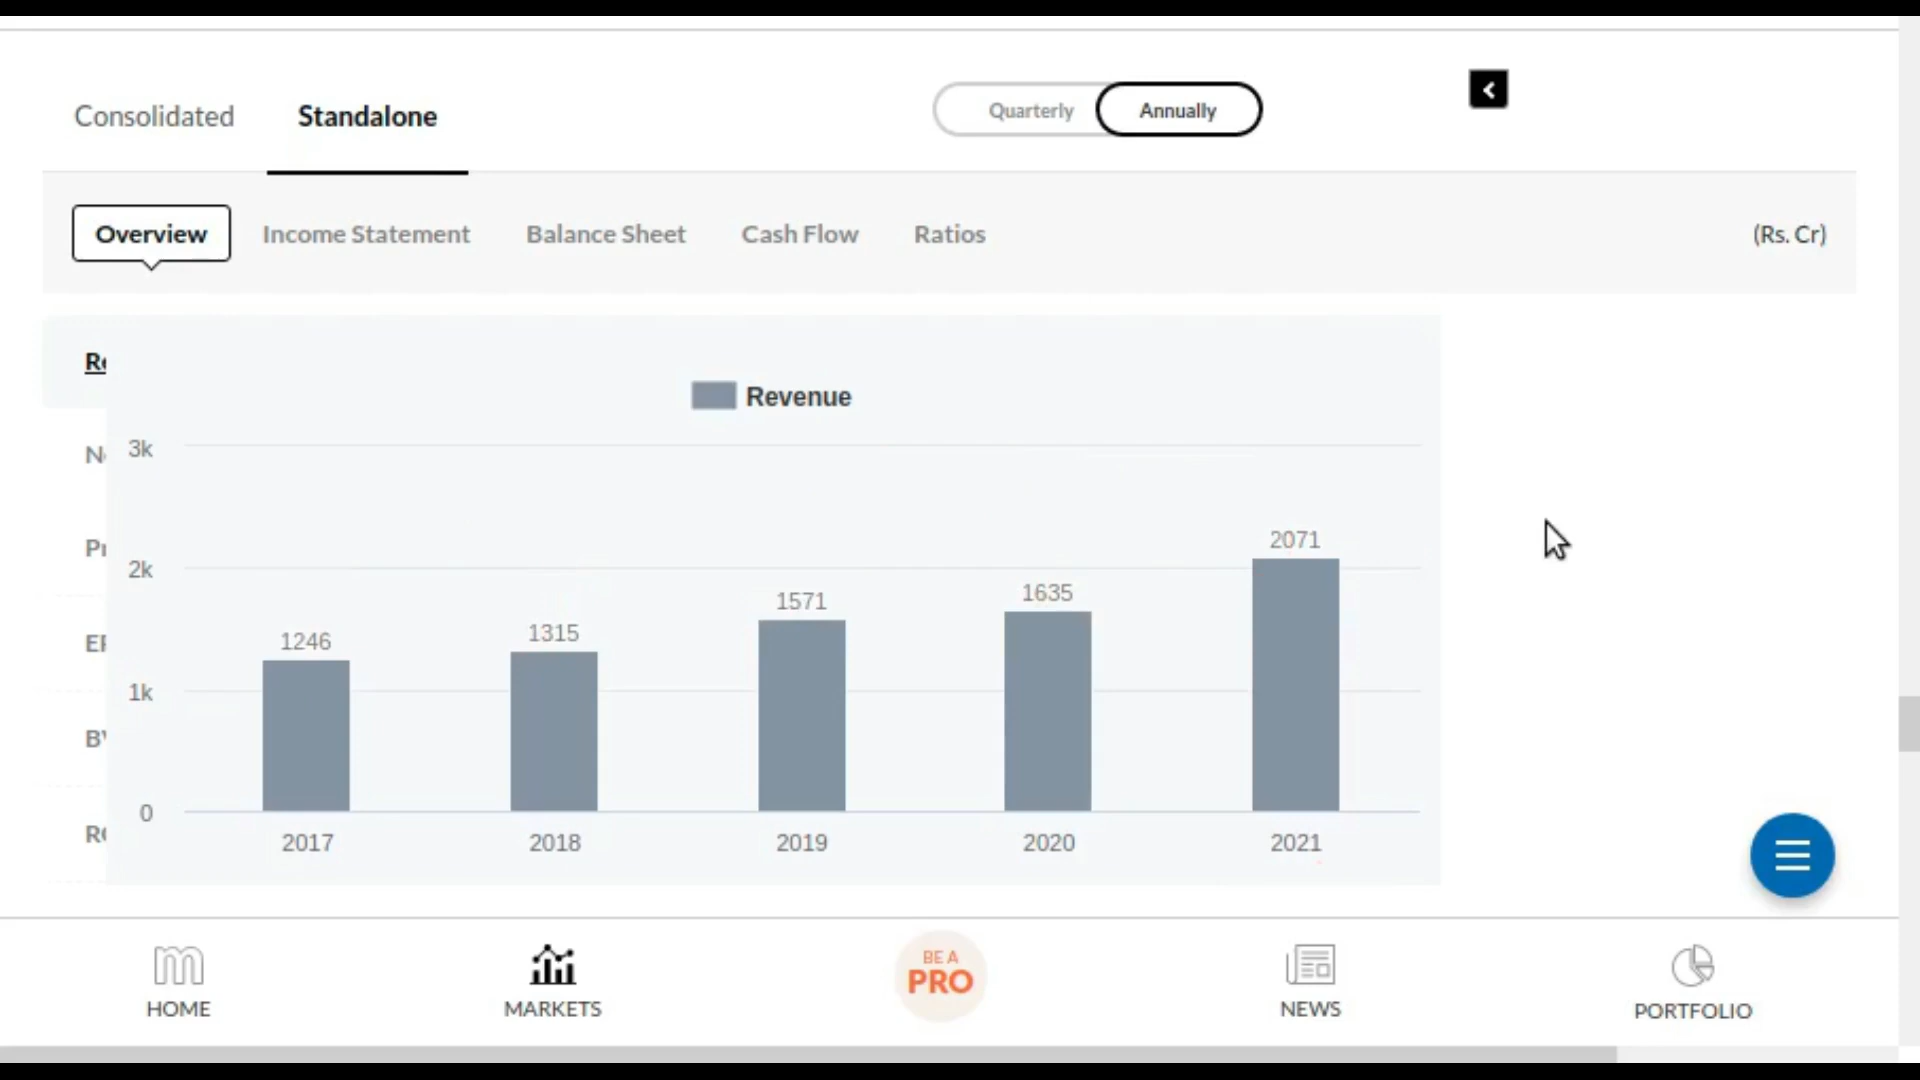 Consolidated Standalone Quarterly Annually
Overview Income Statement Balance Sheet Cash Flow Ratios (Rs. Cr)
Revenue
3k
2k
1k
0
1246 1315 1571 1635 2071
2017 2018 2019 2020 2021
BE A
PRO
HOME MARKETS NEWS PORTFOLIO